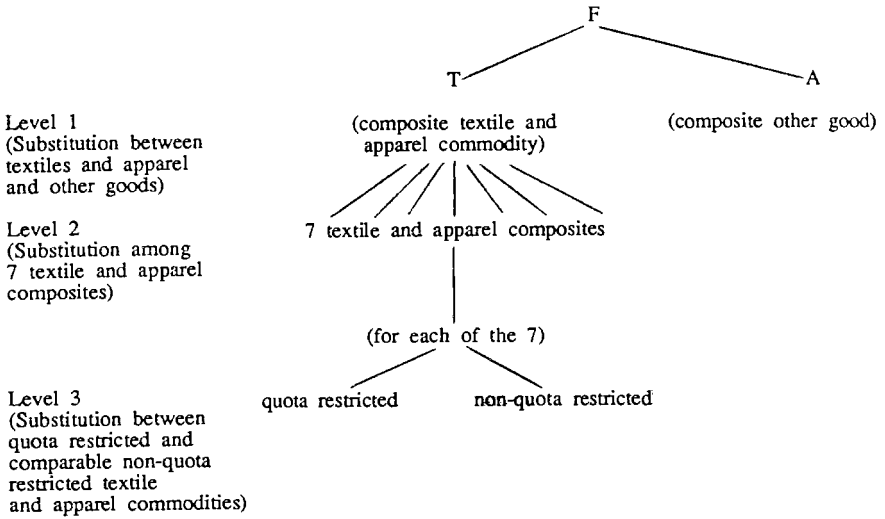 F
T
A
Level 1
(Substitution between
textiles and apparel
and other goods)
(composite textile and
apparel commodity)
(composite other good)
Level 2
(Substitution among
7 textile and apparel
composites)
7 textile and apparel composites
(for each of the 7)
Level 3
(Substitution between
quota restricted and
comparable non-quota
restricted textile
and apparel commodities)
quota restricted
non-quota restricted